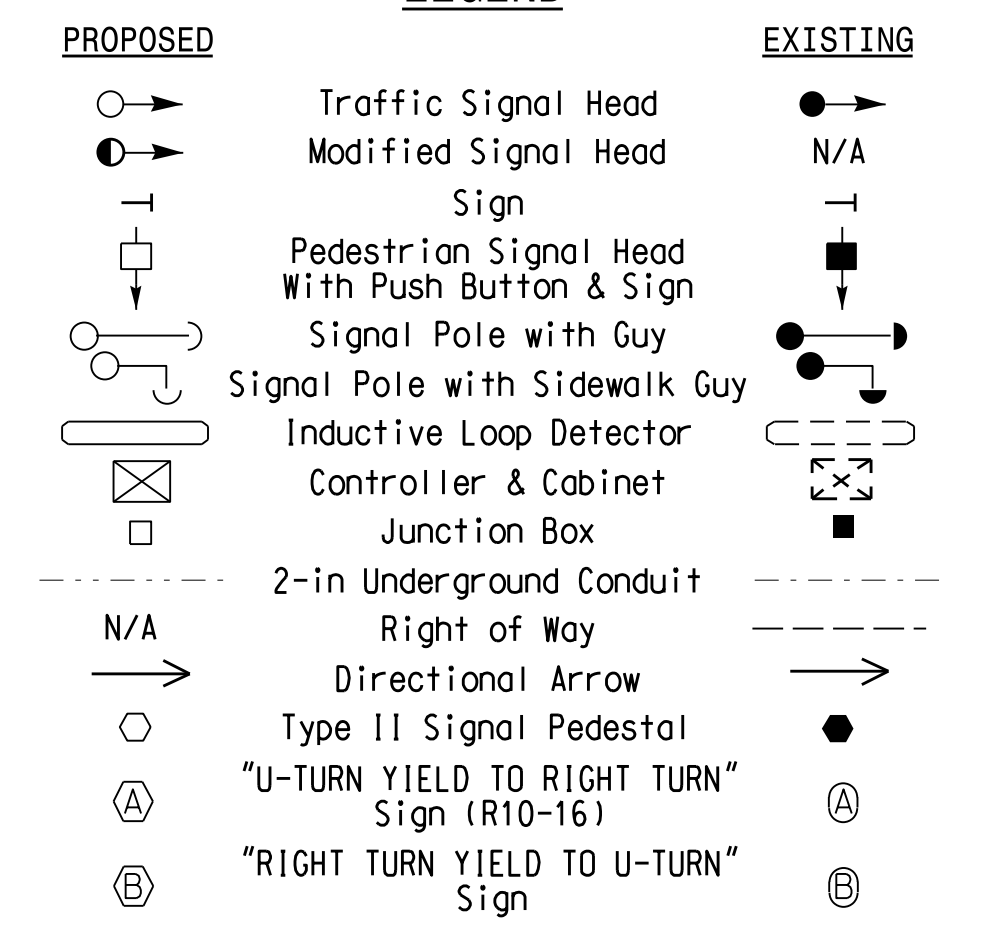 LEGEND
PROPOSED EXISTING
Traffic Signal Head
Modified Signal Head N/A
Sign
Pedestrian Signal Head
With Push Button & Sign
Signal Pole with Guy
Signal Pole with Sidewalk Guy
Inductive Loop Detector
Controller & Cabinet
Junction Box
2-in Underground Conduit
N/A Right of Way
Directional Arrow
Type II Signal Pedestal
"U-TURN YIELD TO RIGHT TURN"
A Sign (R10-16) A
"RIGHT TURN YIELD TO U-TURN"
B Sign B